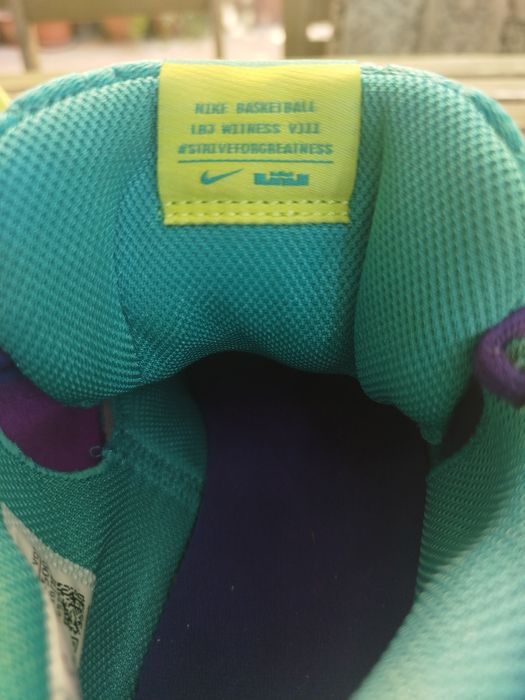 NIKE BASKETBALL
LBJ WITNESS VIII
#STRIVEFORGREATNESS